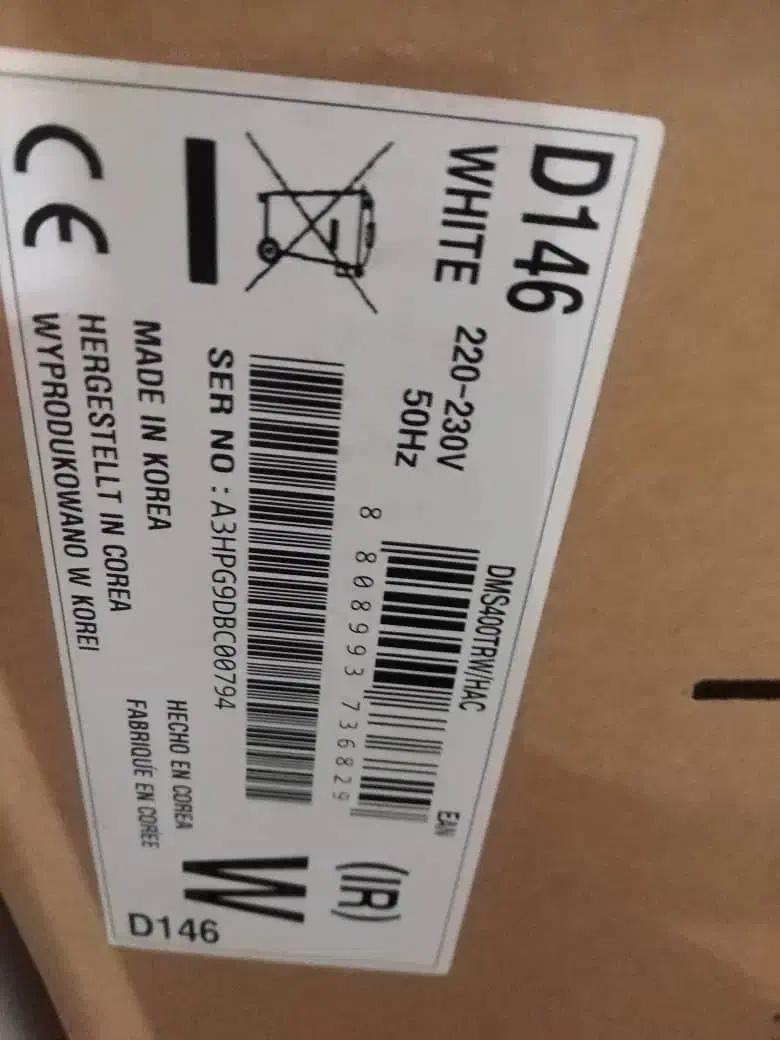 D146
WHITE
220-230V
50Hz
DMS400TRW/HAC
EAN
8 808993 736829
(IR)
SER NO : A3HPG9DBC00794
MADE IN KOREA
HERGESTELLT IN COREA
WYPRODUKOWANO W KOREI
HECHO EN COREA
FABRIQUÉ EN CORÉE
W
D146
CE